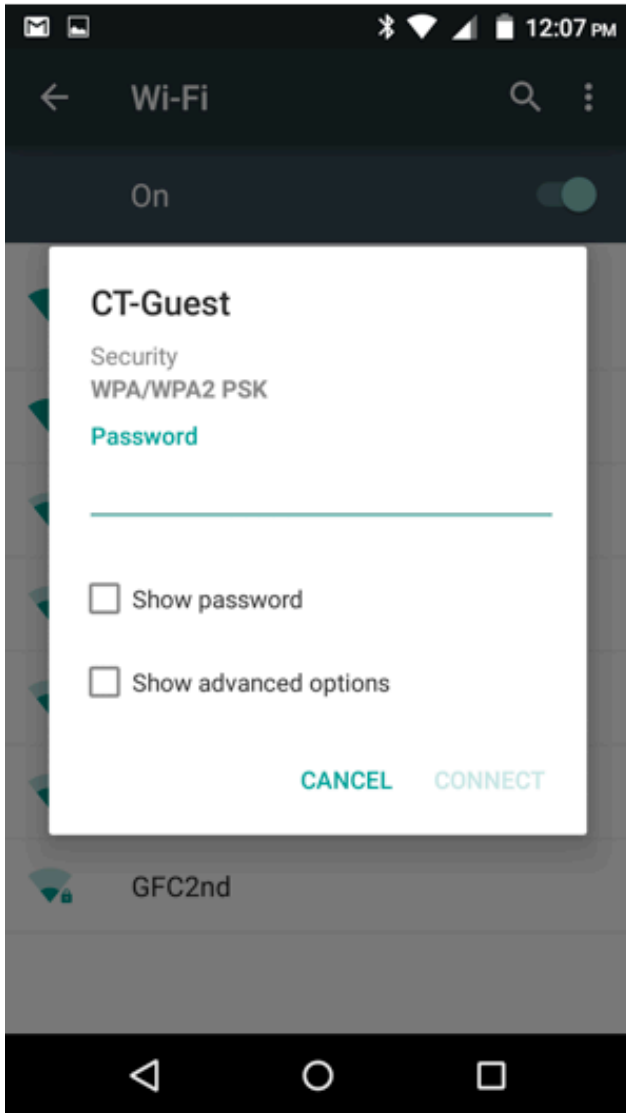 12:07 PM
Wi-Fi
On
CT-Guest
Security
WPA/WPA2 PSK
Password
Show password
Show advanced options
CANCEL CONNECT
GFC2nd